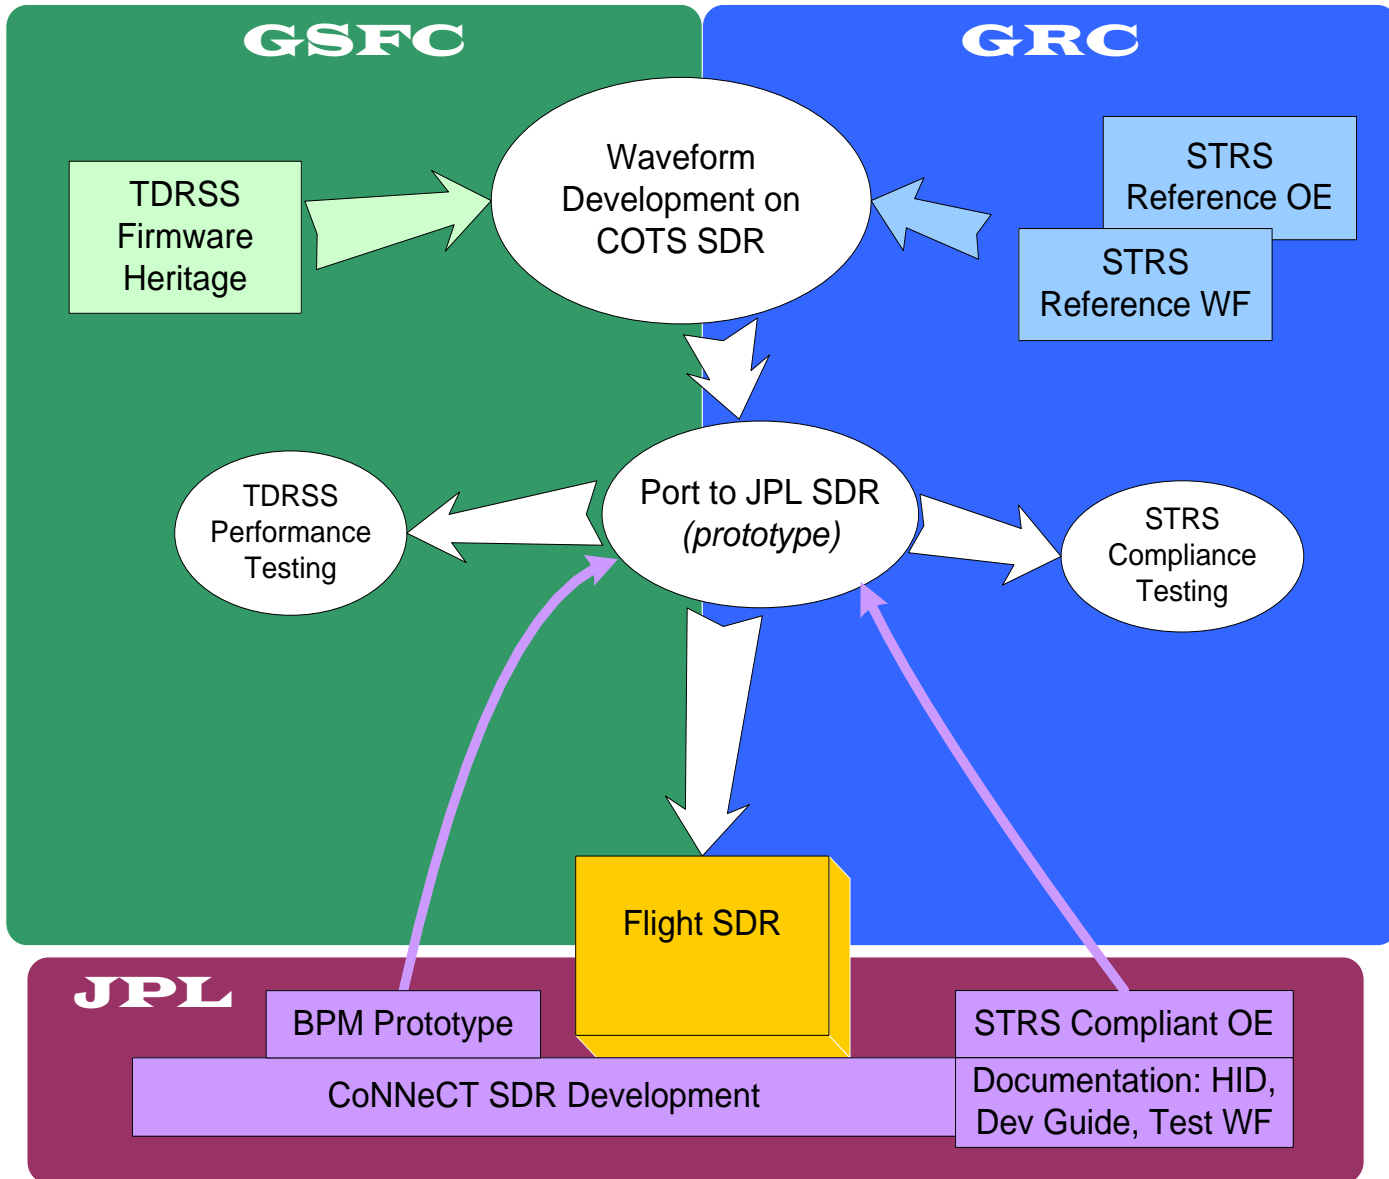 GSFC
GRC
Waveform
Development on
COTS SDR
TDRSS
Firmware
Heritage
STRS
Reference OE
STRS
Reference WF
Port to JPL SDR
(prototype)
TDRSS
Performance
Testing
STRS
Compliance
Testing
Flight SDR
JPL
BPM Prototype
STRS Compliant OE
CoNNeCT SDR Development
Documentation: HID,
Dev Guide, Test WF